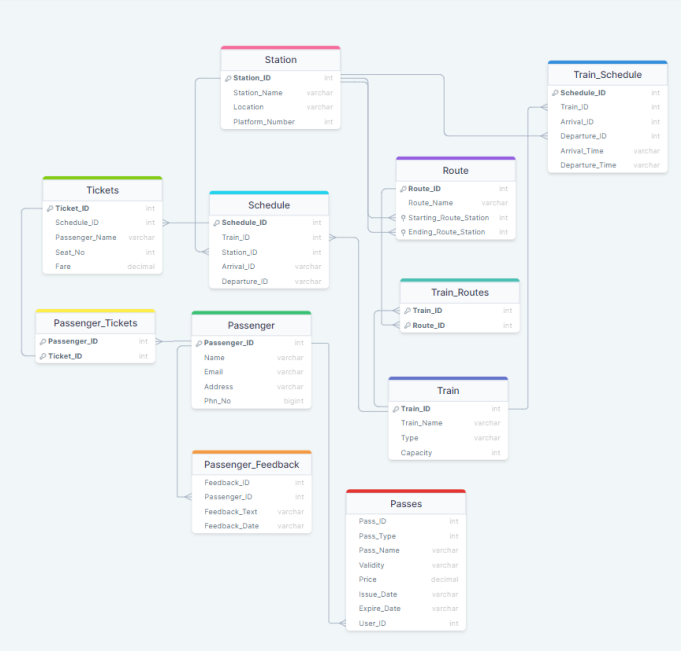 Station
Station_ID int
Station_Name varchar
Location varchar
Platform_Number int
Train_Schedule
Schedule_ID int
Train_ID int
Arrival_ID int
Departure_ID int
Arrival_Time varchar
Departure_Time varchar
Route
Route_ID int
Route_Name varchar
Starting_Route_Station int
Ending_Route_Station int
Tickets
Ticket_ID int
Schedule_ID int
Passenger_Name varchar
Seat_No int
Fare decimal
Schedule
Schedule_ID int
Train_ID int
Station_ID int
Arrival_ID varchar
Departure_ID varchar
Train_Routes
Train_ID int
Route_ID int
Passenger_Tickets
Passenger_ID int
Ticket_ID int
Passenger
Passenger_ID int
Name varchar
Email varchar
Address varchar
Phn_No bigint
Train
Train_ID int
Train_Name varchar
Type varchar
Capacity int
Passenger_Feedback
Feedback_ID int
Passenger_ID int
Feedback_Text varchar
Feedback_Date varchar
Passes
Pass_ID int
Pass_Type int
Pass_Name varchar
Validity varchar
Price decimal
Issue_Date varchar
Expire_Date varchar
User_ID int